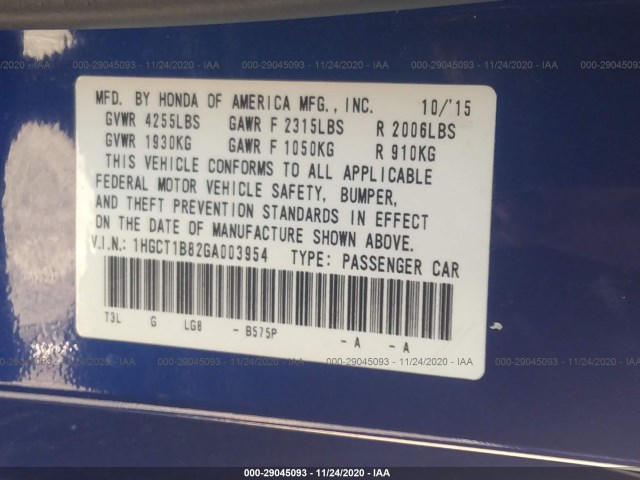 000-29045093 - 11/24/2020 - IAA
MFD. BY HONDA OF AMERICA MFG., INC. 10/'15
GVWR 4255LBS GAWR F 2315LBS R 2006LBS
GVWR 1930KG GAWR F 1050KG R 910KG
THIS VEHICLE CONFORMS TO ALL APPLICABLE
FEDERAL MOTOR VEHICLE SAFETY, BUMPER,
AND THEFT PREVENTION STANDARDS IN EFFECT
ON THE DATE OF MANUFACTURE SHOWN ABOVE.
V.I.N.: 1HGCT1B82GA003954 TYPE: PASSENGER CAR
T3L G LG8 - B575P - A - A
000-29045093 - 11/24/2020 - IAA
000-29045093 - 11/24/2020 - IAA